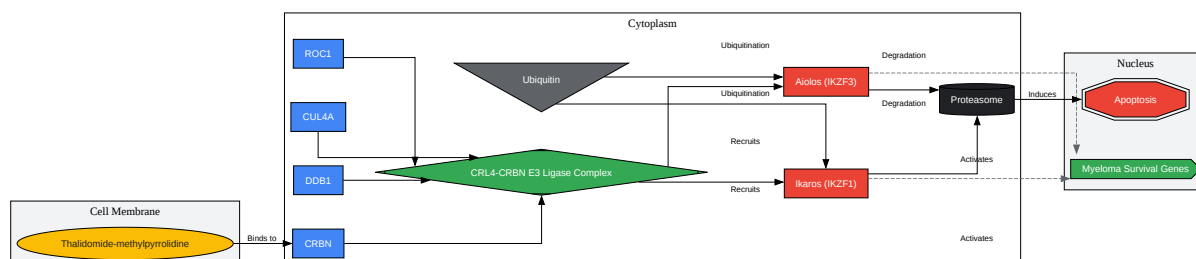 Cytoplasm
ROC1
Ubiquitination
Degradation
Nucleus
Ubiquitin
Aiolos (IKZF3)
Ubiquitination
Degradation
Proteasome
Induces
Apoptosis
CUL4A
Recruits
Activates
DDB1
CRL4-CRBN E3 Ligase Complex
Recruits
Ikaros (IKZF1)
Myeloma Survival Genes
Cell Membrane
Thalidomide-methylpyrrolidine
Binds to
CRBN
Activates